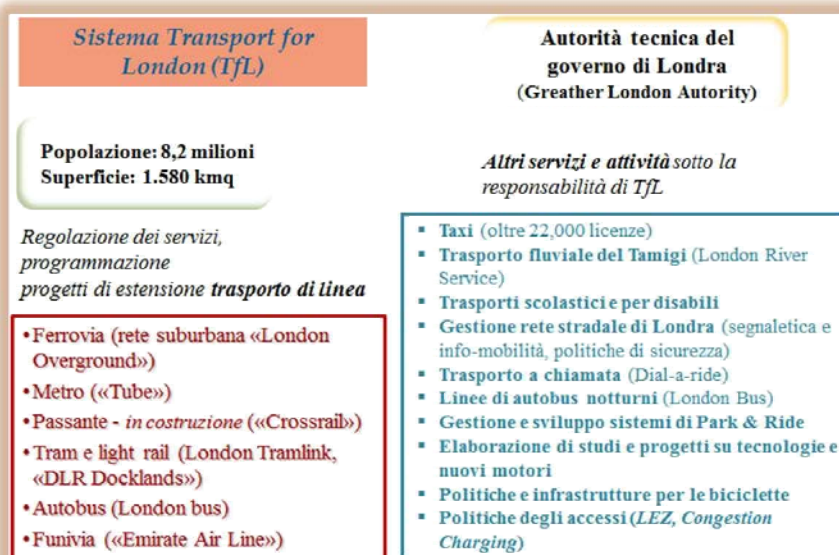 Sistema Transport for
London (TfL)
Popolazione: 8,2 milioni
Superficie: 1.580 kmq
Regolazione dei servizi,
programmazione
progetti di estensione trasporto di linea
•Ferrovia (rete suburbana «London
Overground»)
•Metro («Tube»)
•Passante - in costruzione («Crossrail»)
•Tram e light rail (London Tramlink,
«DLR Docklands»)
•Autobus (London bus)
•Funivia («Emirate Air Line»)
Autorità tecnica del
governo di Londra
(Greather London Autority)
Altri servizi e attività sotto la
responsabilità di TfL
▪ Taxi (oltre 22,000 licenze)
▪ Trasporto fluviale del Tamigi (London River
Service)
▪ Trasporti scolastici e per disabili
▪ Gestione rete stradale di Londra (segnaletica e
info-mobilità, politiche di sicurezza)
▪ Trasporto a chiamata (Dial-a-ride)
▪ Linee di autobus notturni (London Bus)
▪ Gestione e sviluppo sistemi di Park & Ride
▪ Elaborazione di studi e progetti su tecnologie e
nuovi motori
▪ Politiche e infrastrutture per le biciclette
▪ Politiche degli accessi (LEZ, Congestion
Charging)